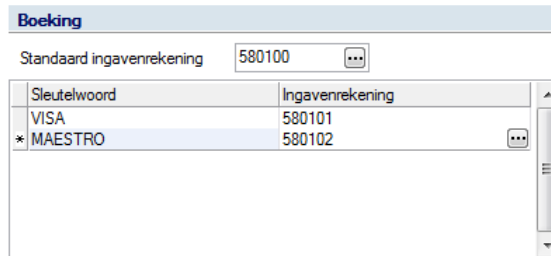 Boeking
Standaard ingavenrekening 580100 ...
Sleutelwoord Ingavenrekening
VISA 580101
* MAESTRO 580102 ...